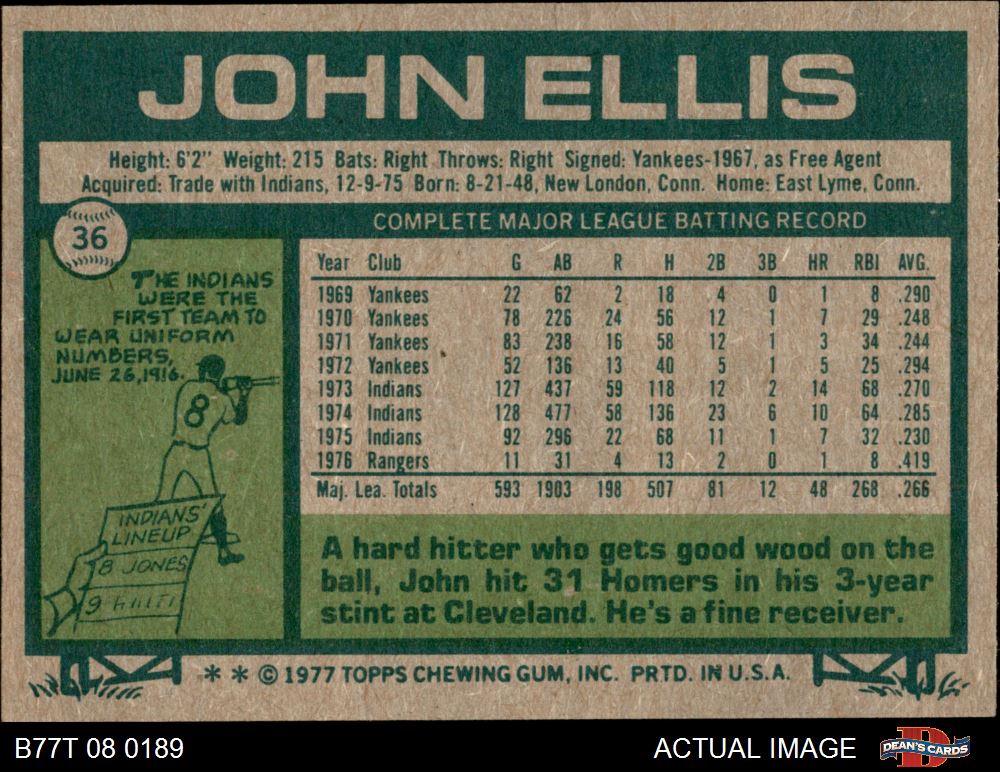 JOHN ELLIS
Height: 6'2" Weight: 215 Bats: Right Throws: Right Signed: Yankees-1967, as Free Agent
Acquired: Trade with Indians, 12-9-75 Born: 8-21-48, New London, Conn. Home: East Lyme, Conn.
36
THE INDIANS
WERE THE
FIRST TEAM TO
WEAR UNIFORM
NUMBERS,
JUNE 26, 1916.
8
INDIANS'
LINEUP
8 JONES
9
COMPLETE MAJOR LEAGUE BATTING RECORD
Year Club G AB R H 2B 3B HR RBI AVG.
1969 Yankees 22 62 2 18 4 0 1 8 .290
1970 Yankees 78 226 24 56 12 1 7 29 .248
1971 Yankees 83 238 16 58 12 1 3 34 .244
1972 Yankees 52 136 13 40 5 1 5 25 .294
1973 Indians 127 437 59 118 12 2 14 68 .270
1974 Indians 128 477 58 136 23 6 10 64 .285
1975 Indians 92 296 22 68 11 1 7 32 .230
1976 Rangers 11 31 4 13 2 0 1 8 .419
Maj. Lea. Totals 593 1903 198 507 81 12 48 268 .266
A hard hitter who gets good wood on the
ball, John hit 31 Homers in his 3-year
stint at Cleveland. He's a fine receiver.
* * © 1977 TOPPS CHEWING GUM, INC. PRTD. IN U.S.A.
B77T 08 0189
ACTUAL IMAGE
D
DEAN'S CARDS